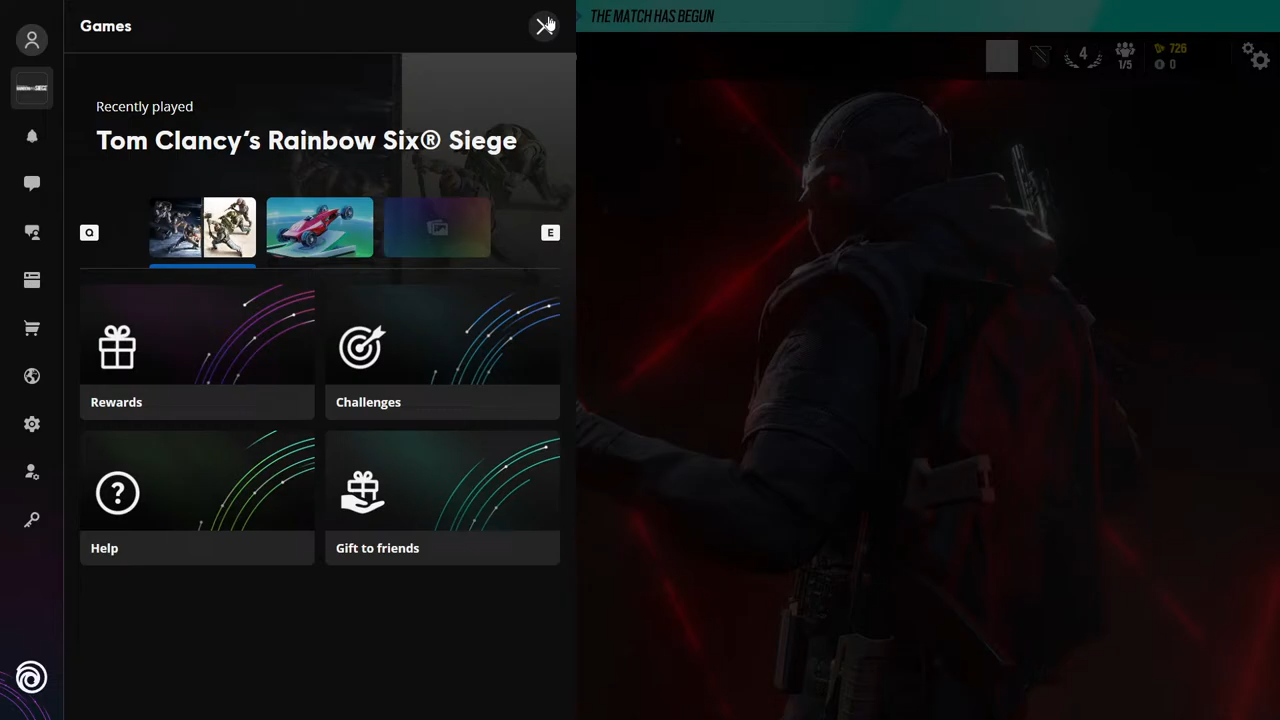 Games
THE MATCH HAS BEGUN
4
1/5
726
0
Recently played
Tom Clancy's Rainbow Six® Siege
Q
E
Rewards
Challenges
?
Help
Gift to friends